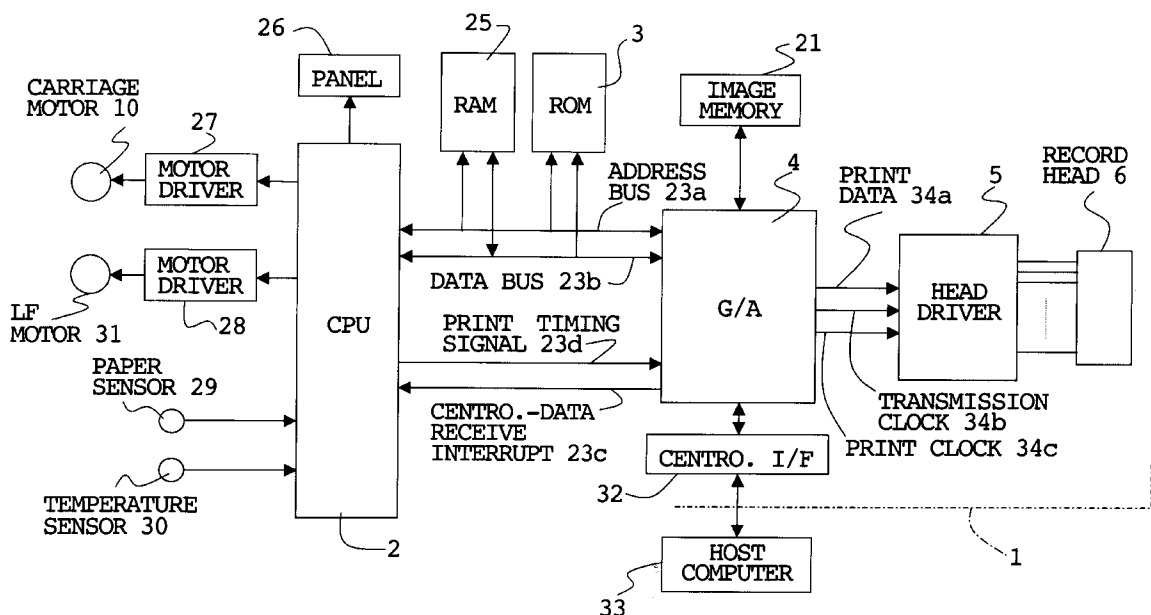 26
25
3
21
CARRIAGE
MOTOR 10
27
PANEL
RAM
ROM
IMAGE
MEMORY
MOTOR
DRIVER
ADDRESS
BUS 23a
4
PRINT
DATA 34a
5
RECORD
HEAD 6
MOTOR
DRIVER
28
LF
MOTOR 31
CPU
DATA BUS 23b
G/A
HEAD
DRIVER
PRINT TIMING
SIGNAL 23d
PAPER
SENSOR 29
CENTRO.-DATA
RECEIVE
INTERRUPT 23c
TRANSMISSION
CLOCK 34b
PRINT CLOCK 34c
CENTRO. I/F
32
TEMPERATURE
SENSOR 30
2
HOST
COMPUTER
33
1